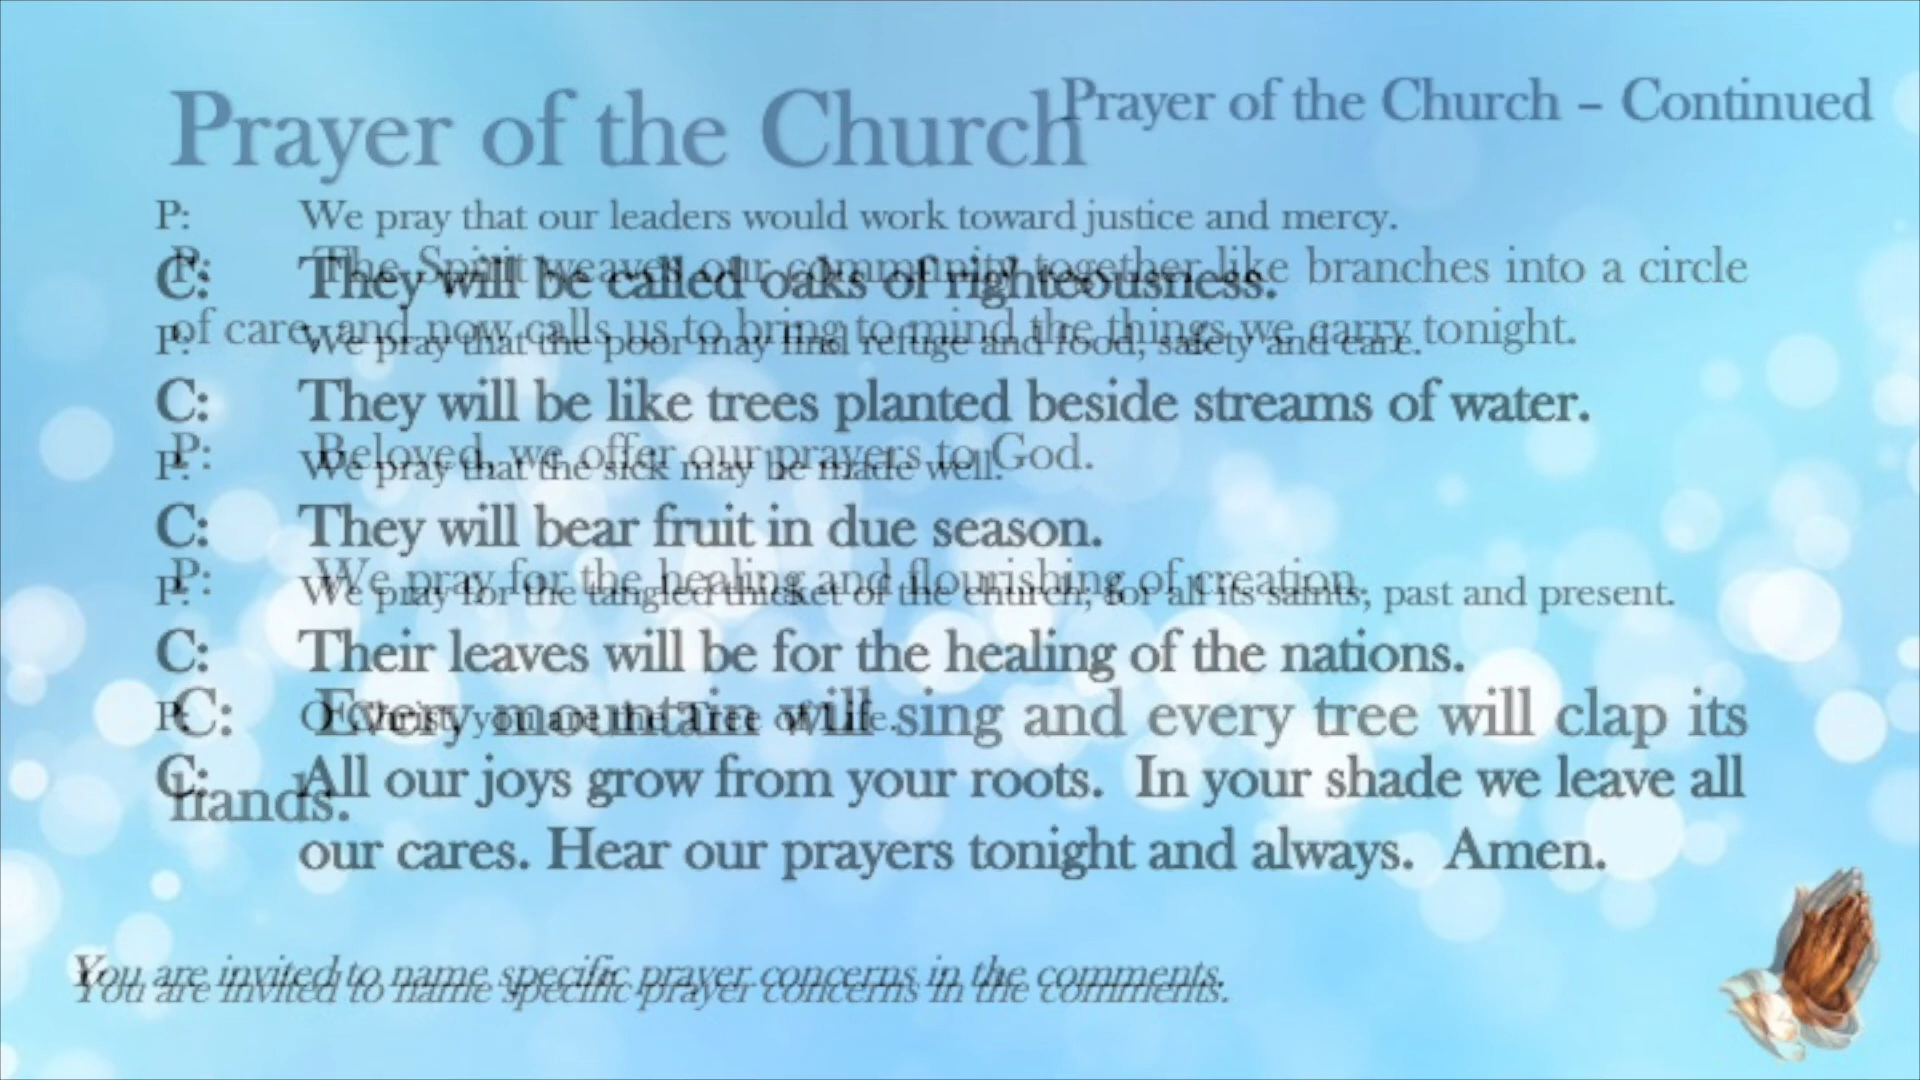 Prayer of the Church
P: The Spirit weaves our community together like branches into a circle
of care, and now calls us to bring to mind the things we carry tonight.
P: Beloved, we offer our prayers to God.
P: We pray for the healing and flourishing of creation.
C: Every mountain will sing and every tree will clap its
hands.
You are invited to name specific prayer concerns in the comments.
Prayer of the Church – Continued
P: We pray that our leaders would work toward justice and mercy.
C: They will be called oaks of righteousness.
P: We pray that the poor may find refuge and food, safety and care.
C: They will be like trees planted beside streams of water.
P: We pray that the sick may be made well.
C: They will bear fruit in due season.
P: We pray for the tangled thicket of the church, for all its saints, past and present.
C: Their leaves will be for the healing of the nations.
P: O Christ, you are the Tree of Life.
C: All our joys grow from your roots. In your shade we leave all
our cares. Hear our prayers tonight and always. Amen.
You are invited to name specific prayer concerns in the comments.